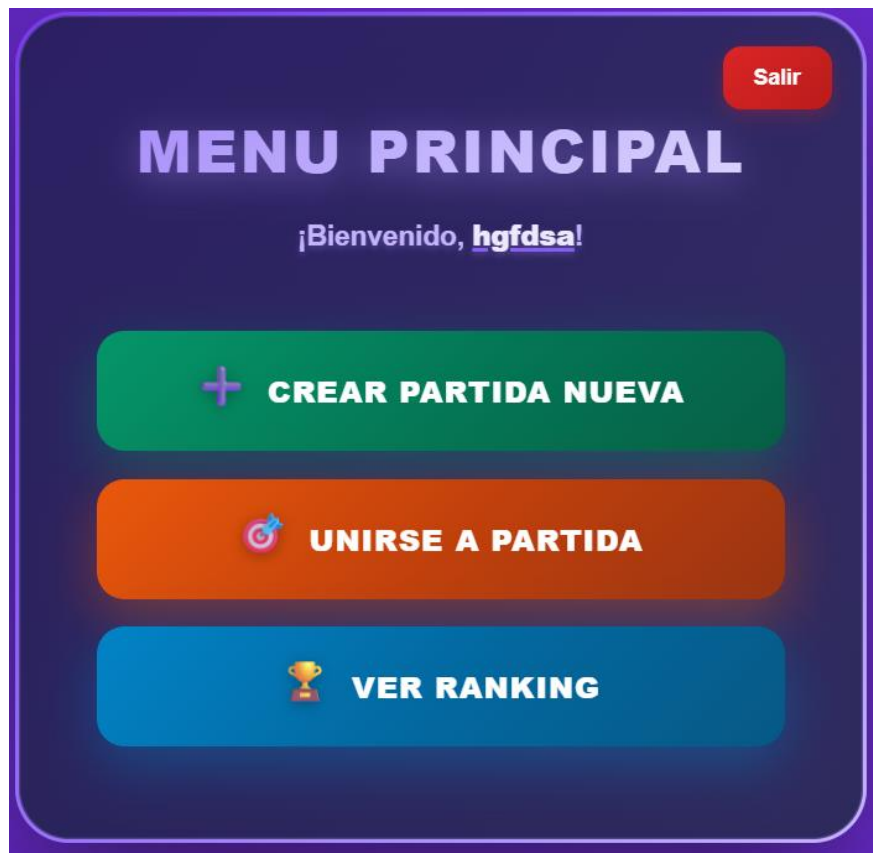 Salir
MENU PRINCIPAL
¡Bienvenido, hgfdsa!
CREAR PARTIDA NUEVA
UNIRSE A PARTIDA
VER RANKING